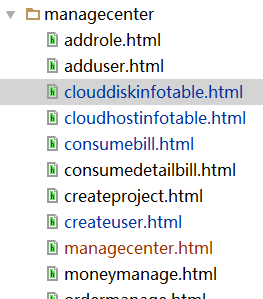 managecenter
addrole.html
adduser.html
clouddiskinfotable.html
cloudhostinfotable.html
consumebill.html
consumedetailbill.html
createproject.html
createuser.html
managecenter.html
moneymanage.html